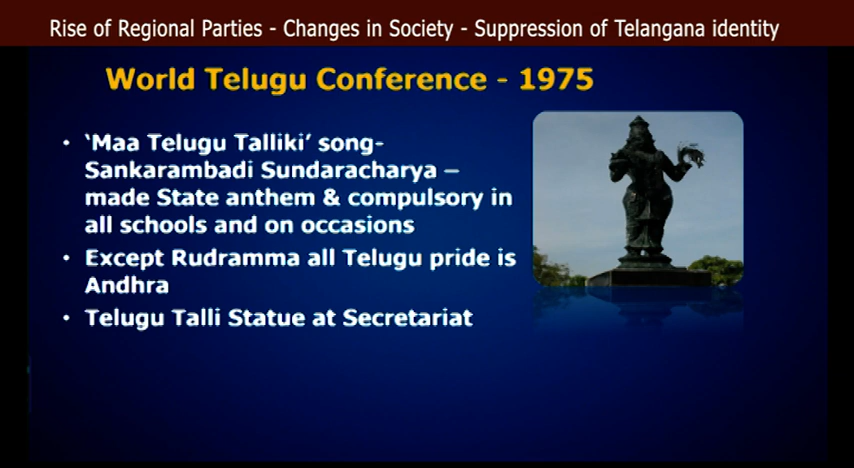 Rise of Regional Parties - Changes in Society - Suppression of Telangana identity
World Telugu Conference - 1975
• ‘Maa Telugu Talliki’ song-
Sankarambadi Sundaracharya –
made State anthem & compulsory in
all schools and on occasions
• Except Rudramma all Telugu pride is
Andhra
• Telugu Talli Statue at Secretariat